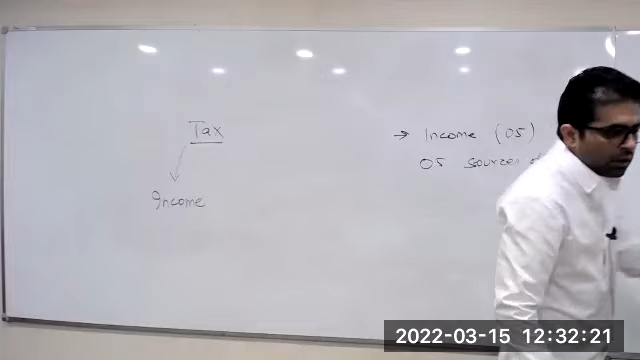 Tax
Income
→ Income (05)
05 sources of
2022-03-15 12:32:21